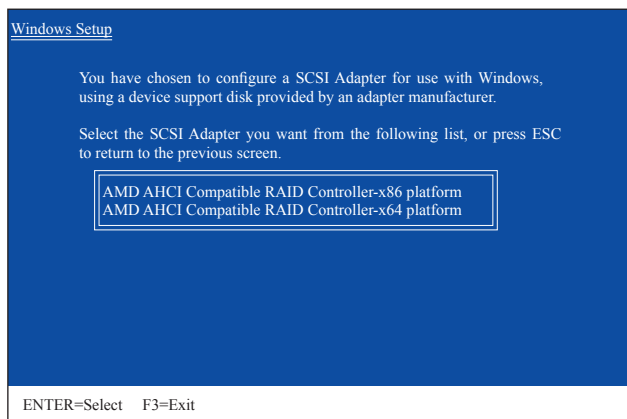 Windows Setup
You have chosen to configure a SCSI Adapter for use with Windows,
using a device support disk provided by an adapter manufacturer.
Select the SCSI Adapter you want from the following list, or press ESC
to return to the previous screen.
AMD AHCI Compatible RAID Controller-x86 platform
AMD AHCI Compatible RAID Controller-x64 platform
ENTER=Select F3=Exit